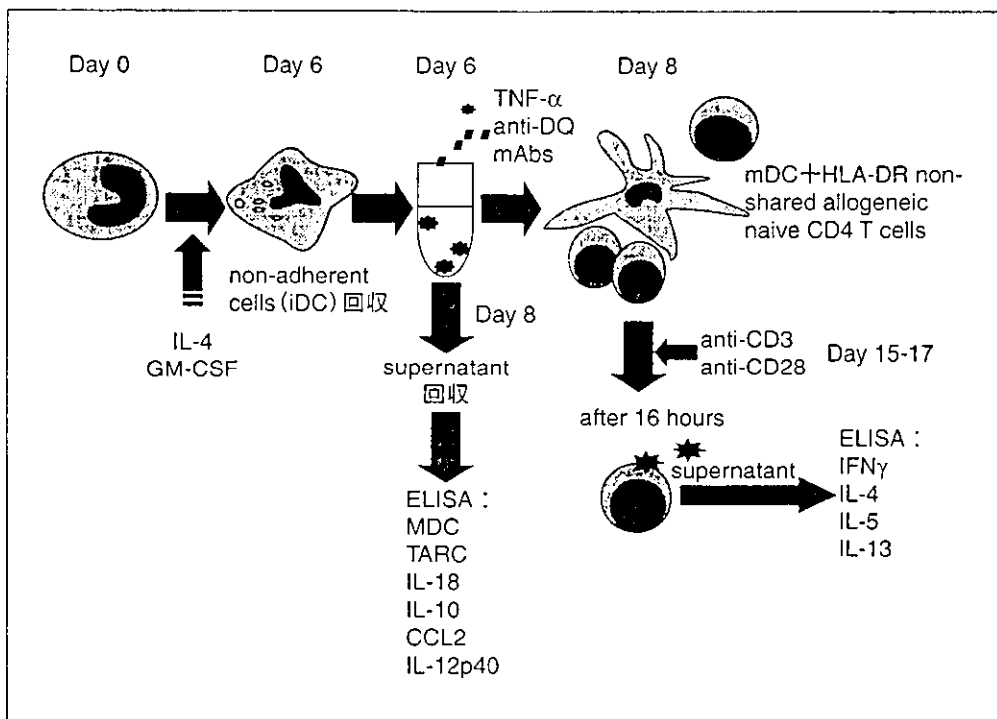 Day 0
Day 6
Day 6
Day 8
TNF-α
anti-DQ
mAbs
mDC+HLA-DR non-
shared allogeneic
naive CD4 T cells
non-adherent
cells (iDC) 回収
IL-4
GM-CSF
Day 8
supernatant
回収
anti-CD3
anti-CD28
Day 15-17
after 16 hours
supernatant
ELISA:
MDC
TARC
IL-18
IL-10
CCL2
IL-12p40
ELISA:
IFNγ
IL-4
IL-5
IL-13